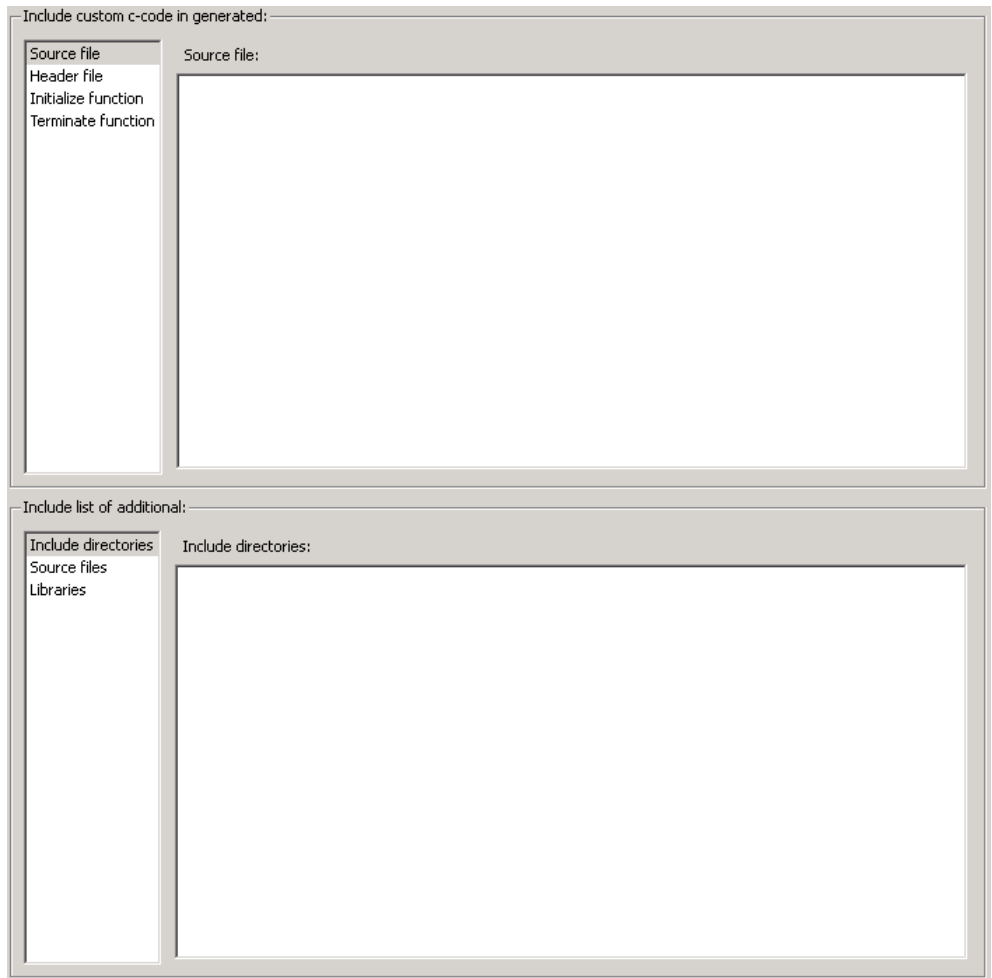 Include custom c-code in generated:
Source file
Source file:
Header file
Initialize function
Terminate function
Include list of additional:
Include directories
Include directories:
Source files
Libraries